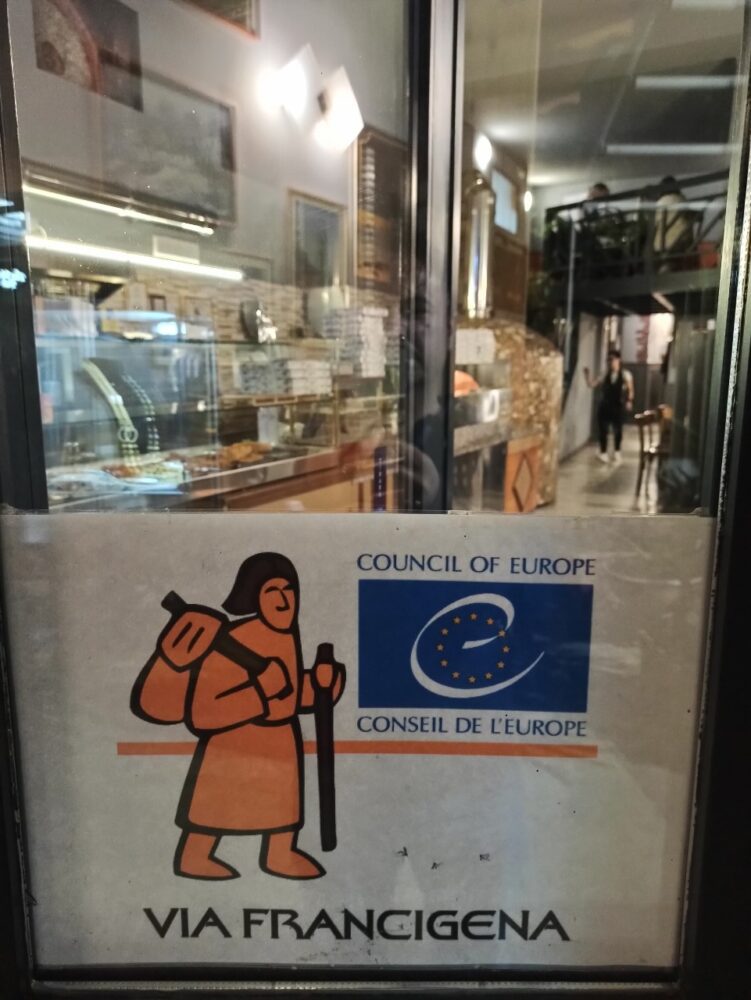 COUNCIL OF EUROPE
CONSEIL DE L'EUROPE
VIA FRANCIGENA